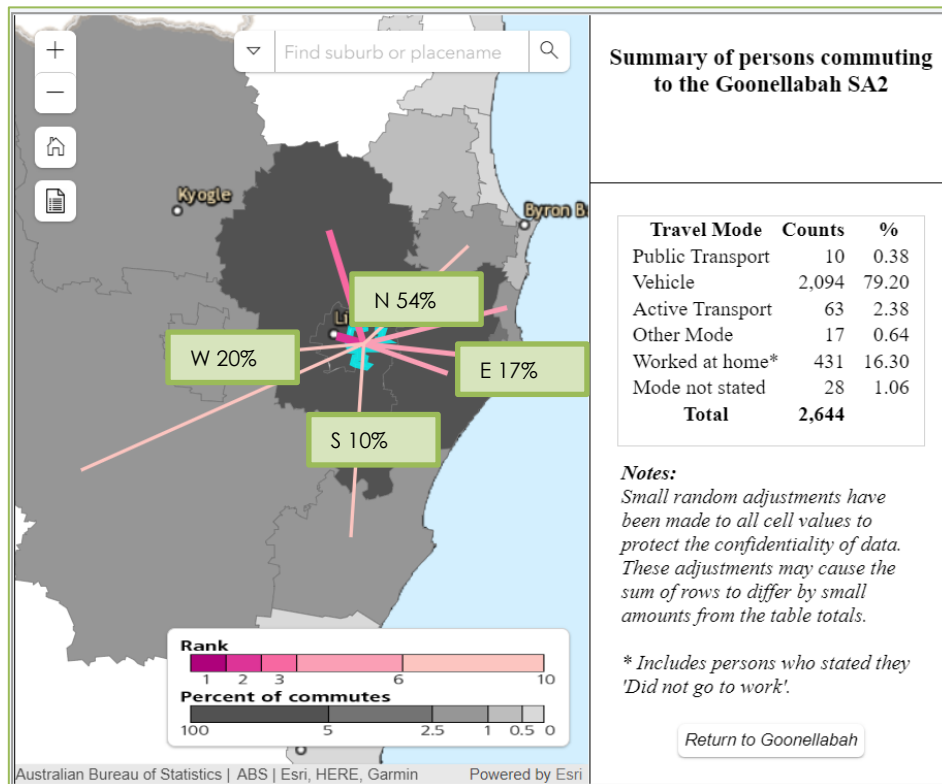 +
−
Find suburb or placename
Kyogle
Byron B
N 54%
Li
W 20%
E 17%
S 10%
Rank
1 2 3 6 10
Percent of commutes
100 5 2.5 1 0.5 0
Australian Bureau of Statistics | ABS | Esri, HERE, Garmin
Powered by Esri
Summary of persons commuting
to the Goonellabah SA2
Travel Mode Counts %
Public Transport 10 0.38
Vehicle 2,094 79.20
Active Transport 63 2.38
Other Mode 17 0.64
Worked at home* 431 16.30
Mode not stated 28 1.06
Total 2,644
Notes:
Small random adjustments have
been made to all cell values to
protect the confidentiality of data.
These adjustments may cause the
sum of rows to differ by small
amounts from the table totals.
* Includes persons who stated they
'Did not go to work'.
Return to Goonellabah